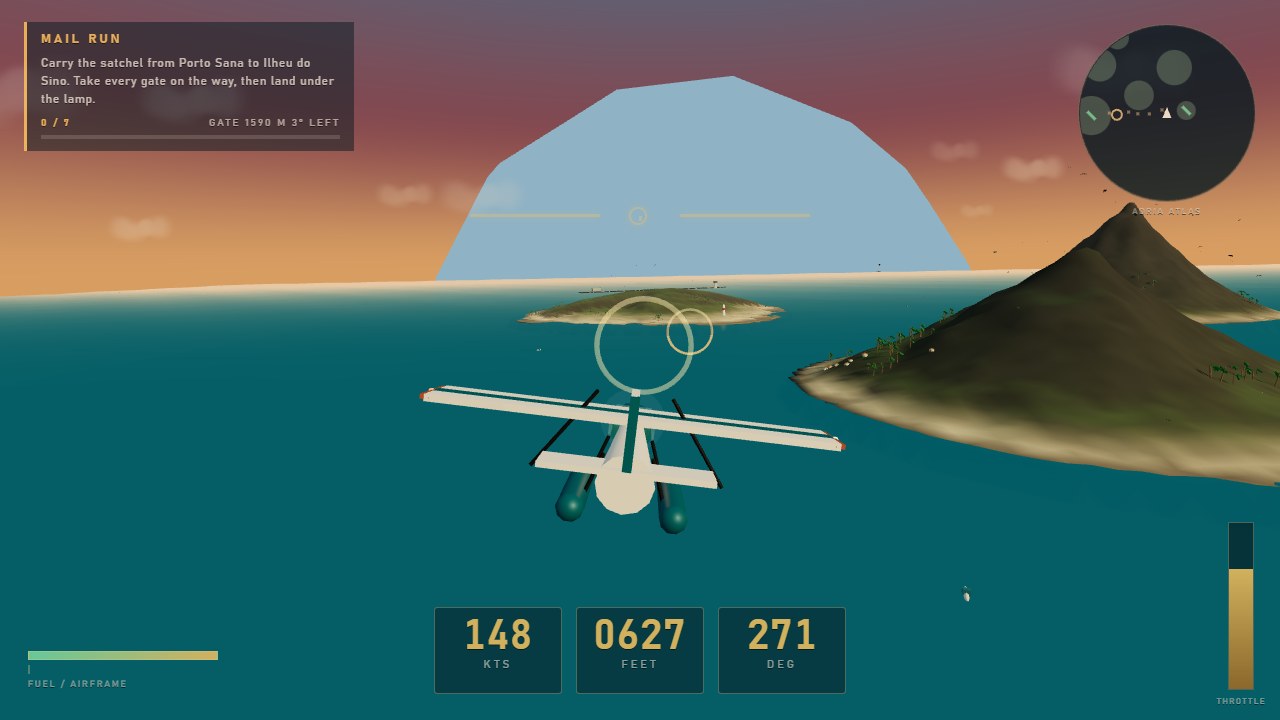 MAIL RUN
Carry the satchel from Porto Sana to Ilheu do
Sino. Take every gate on the way, then land under
the lamp.
0 / 7 GATE 1590 M 3° LEFT
ADRIA ATLAS
148 0627 271
KTS FEET DEG
FUEL / AIRFRAME
THROTTLE